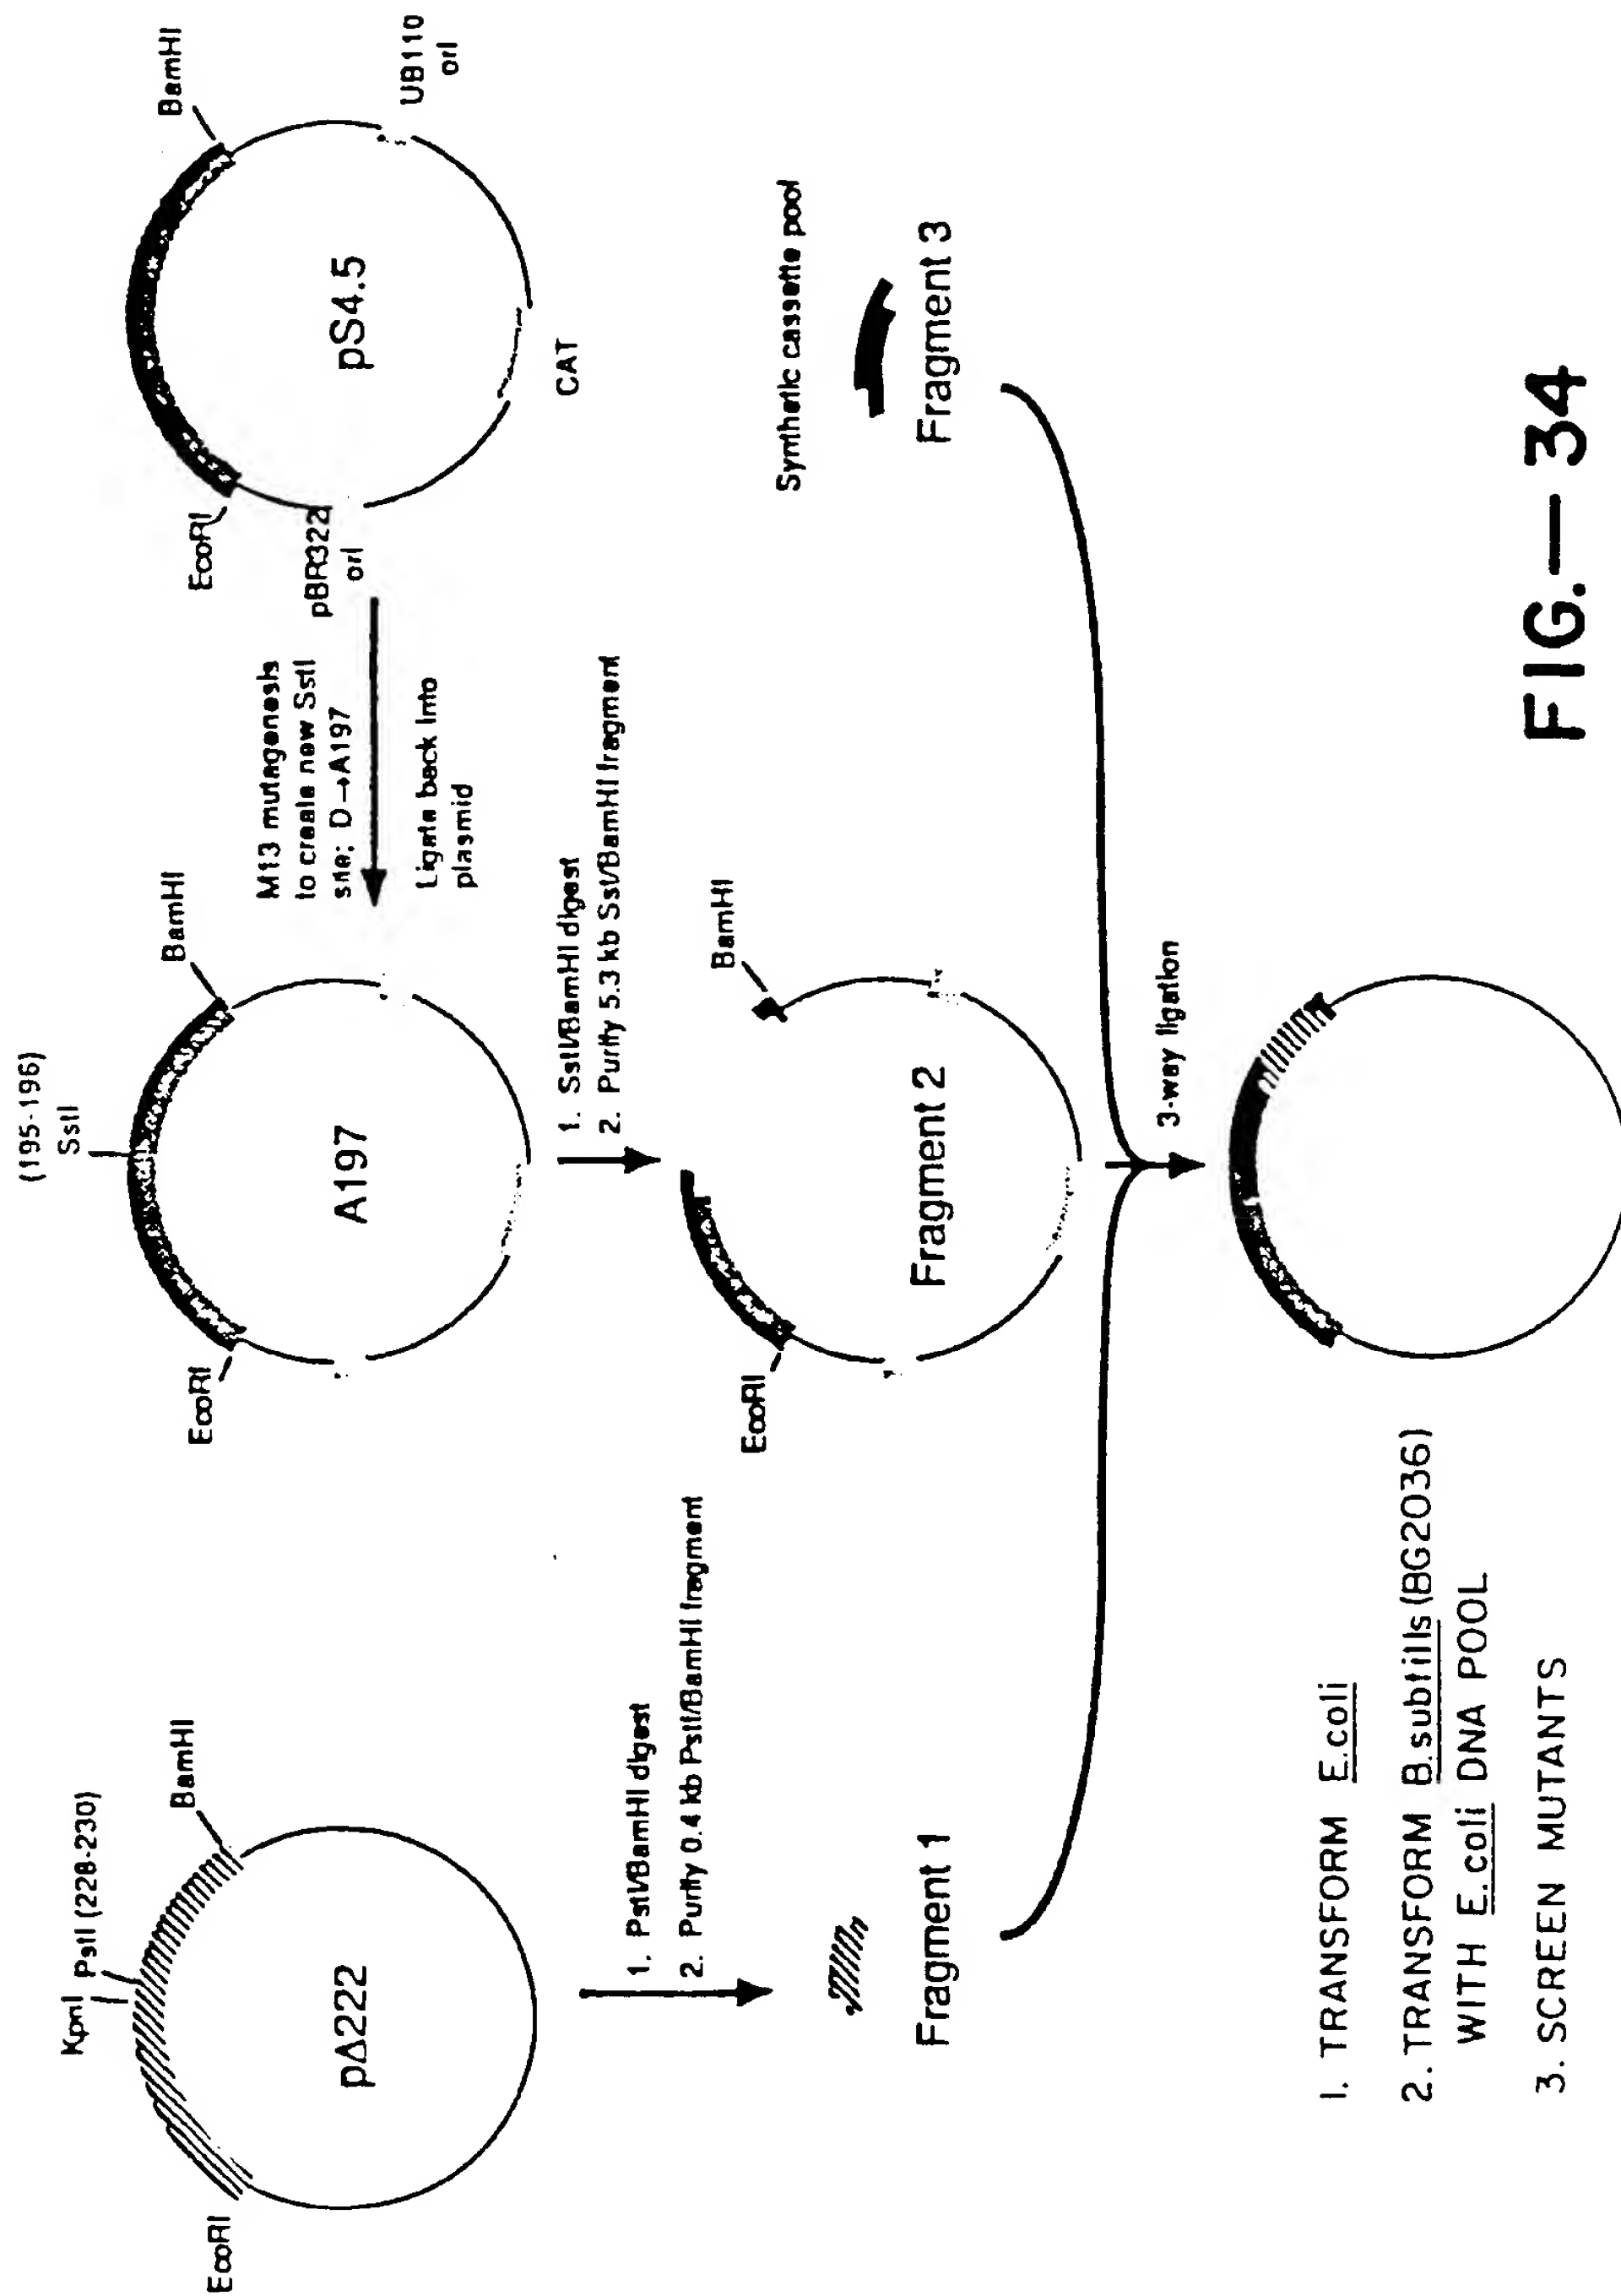 EcoRI
KpnI
PstI (228-230)
BamHI
pΔ222
1. PstI/BamHI digest
2. Purify 0.4 kb PstI/BamHI fragment
Fragment 1
(195-196)
SstI
EcoRI
BamHI
A197
1. SstI/BamHI digest
2. Purify 5.3 kb Sst/BamHI fragment
EcoRI
BamHI
Fragment 2
M13 mutagenesis
to create new SstI
site; D→A197
Ligate back into
plasmid
EcoRI
BamHI
pBR322
ori
pS4.5
UB110
ori
CAT
Synthetic cassette pool
Fragment 3
3-way ligation
1. TRANSFORM E.coli
2. TRANSFORM B.subtilis (BG2036)
WITH E.coli DNA POOL
3. SCREEN MUTANTS
FIG.—34